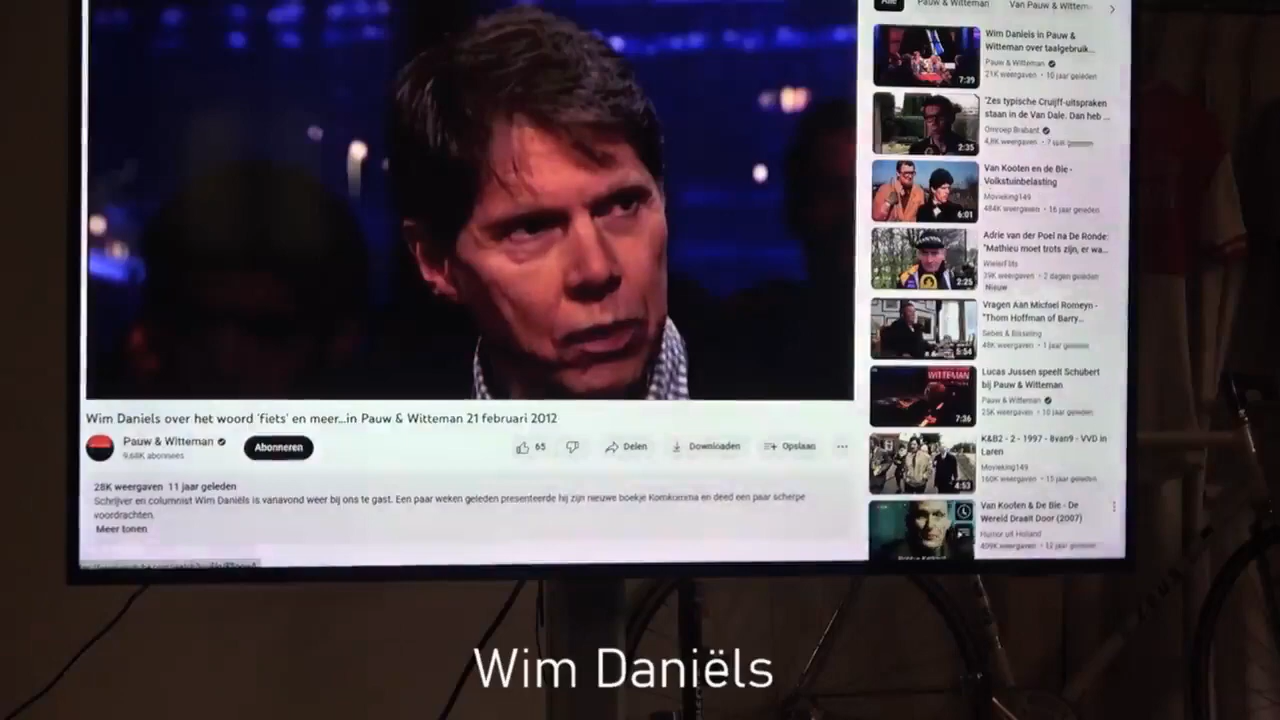 Alle
Pauw & Witteman
Van Pauw & Wittem
Wim Daniels in Pauw &
Witteman over taalgebruik...
Pauw & Witteman
21K weergaven • 10 jaar geleden
7:39
'Zes typische Cruijff-uitspraken
staan in de Van Dale. Dan heb ...
Omroep Brabant
4,8K weergaven • 7
2:35
Van Kooten en de Bie -
Volkstuinbelasting
Movieking149
484K weergaven • 16 jaar geleden
6:01
Adrie van der Poel na De Ronde:
"Mathieu moet trots zijn, er wa...
WielerFlits
39K weergaven • 2 dagen geleden
Nieuw
2:25
Vragen Aan Michiel Romeyn -
"Thom Hoffman of Barry...
48K weergaven • 1 jaar geleden
5:54
WITTEMAN
Lucas Jussen speelt Schubert
bij Pauw & Witteman
Pauw & Witteman
25K weergaven • 10 jaar geleden
7:36
K&B2 - 2 - 1997 - 8van9 - VVD in
Laren
Movieking149
160K weergaven • 15 jaar geleden
4:53
Van Kooten & De Bie - De
Wereld Draait Door (2007)
Humor uit Holland
409K weergaven • 12 jaar geleden
Wim Daniels over het woord 'fiets' en meer...in Pauw & Witteman 21 februari 2012
Pauw & Witteman
9,68K abonnees
Abonneren
65
Delen
Downloaden
Opslaan
28K weergaven 11 jaar geleden
Schrijver en columnist Wim Daniëls is vanavond weer bij ons te gast. Een paar weken geleden presenteerde hij zijn nieuwe boekje Komkomma en deed een paar scherpe
voordrachten.
Meer tonen
Wim Daniëls